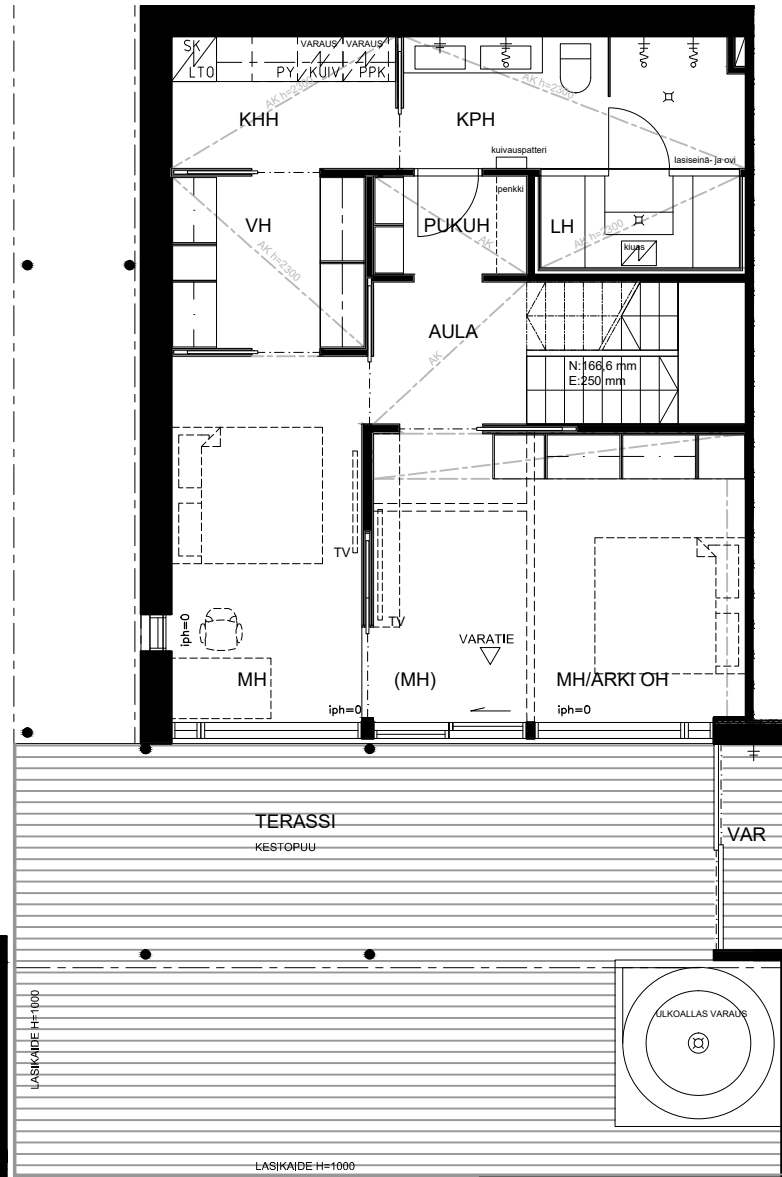 SK
LTO
PY
VARAUS
KUIV
VARAUS
PPK
AK h=2300
KHH
KPH
AK h=2300
kuivauspatteri
lasiseinä- ja ovi
VH
AK h=2300
PUKUH
penkki
AK
LH
AK h=2300
kiuas
AULA
AK
N:166,6 mm
E:250 mm
TV
TV
iph=0
VARATIE
MH
(MH)
MH/ARKI OH
iph=0
iph=0
TERASSI
KESTOPUU
VAR
ULKOALLAS VARAUS
LASIKAIDE H=1000
LASIKAIDE H=1000